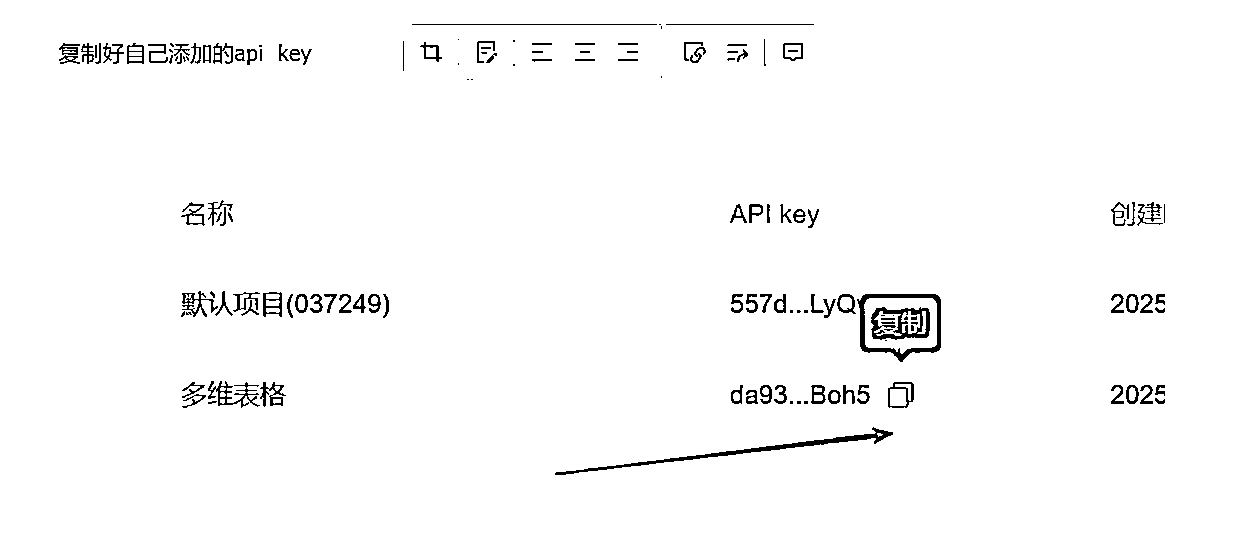 复制好自己添加的api key
名称 API key 创建
默认项目(037249) 557d...LyQ 2025
复制
多维表格 da93...Boh5 2025